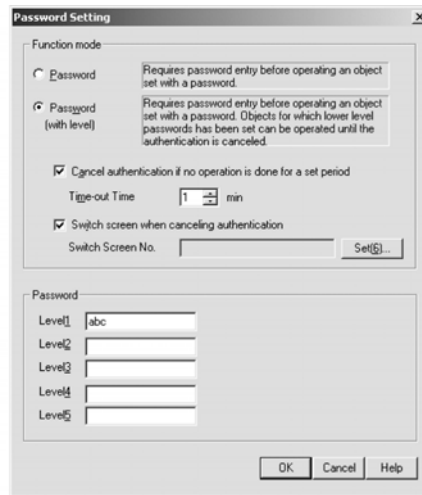 Password Setting
Function mode
Password
Requires password entry before operating an object
set with a password.
Password
(with level)
Requires password entry before operating an object
set with a password. Objects for which lower level
passwords has been set can be operated until the
authentication is canceled.
Cancel authentication if no operation is done for a set period
Time-out Time
1
min
Switch screen when canceling authentication
Switch Screen No.
Set(6)...
Password
Level1
abc
Level2
Level3
Level4
Level5
OK
Cancel
Help